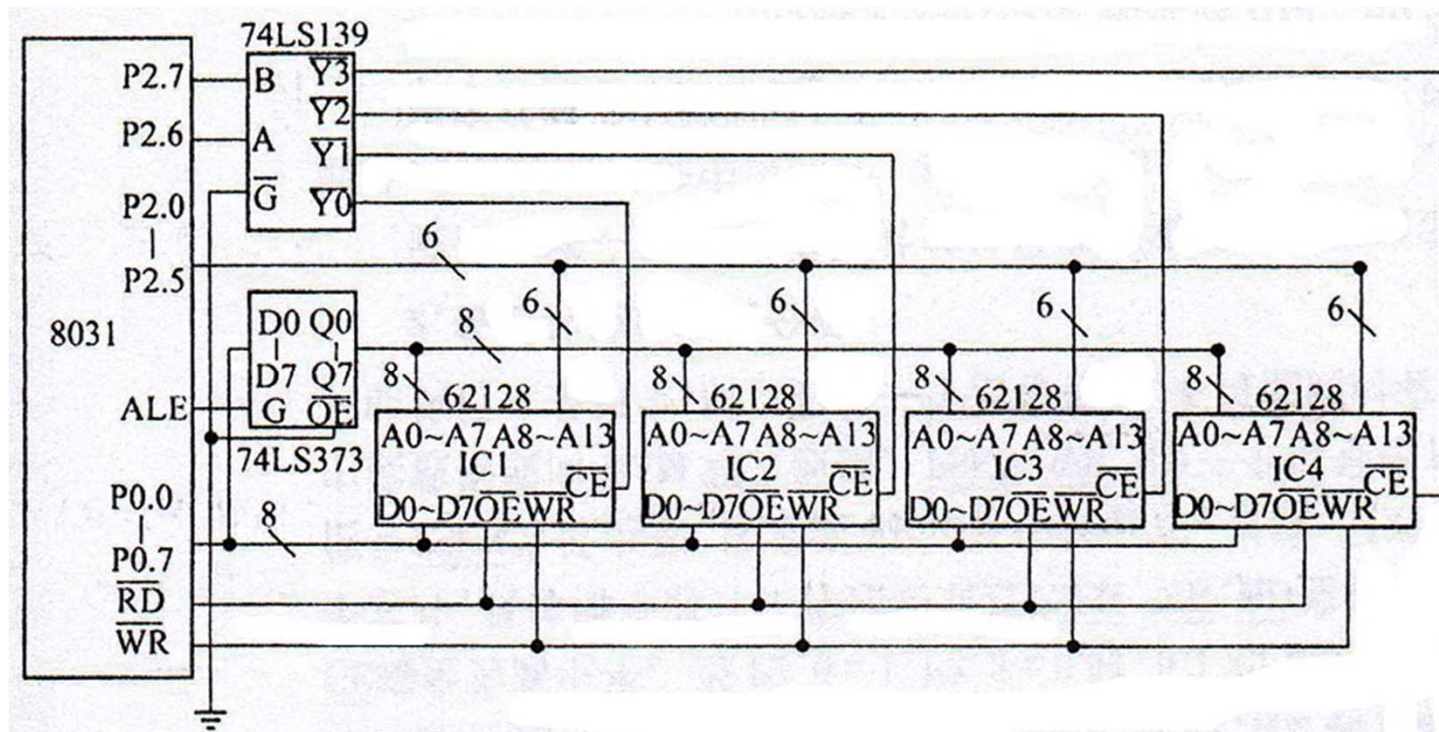 74LS139
P2.7
B
Y3
Y2
P2.6
A
Y1
G
Y0
P2.0
P2.5
6
6
6
6
6
8031
D0 Q0
D7 Q7
G OE
ALE
74LS373
8
8
8
8
8
62128
62128
62128
62128
A0~A7 A8~A13
IC1
CE
D0~D7 OE WR
A0~A7 A8~A13
IC2
CE
D0~D7 OE WR
A0~A7 A8~A13
IC3
CE
D0~D7 OE WR
A0~A7 A8~A13
IC4
CE
D0~D7 OE WR
P0.0
8
P0.7
RD
WR